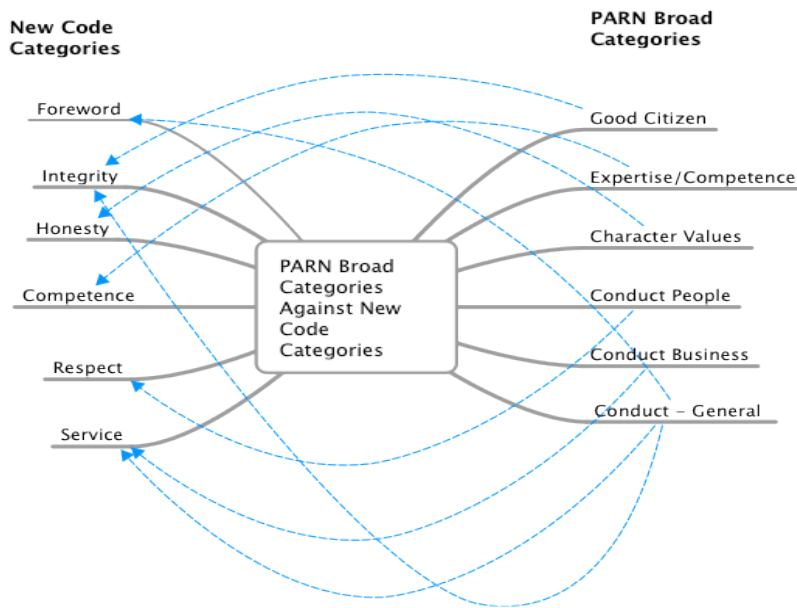 New Code
Categories
Foreword
Integrity
Honesty
Competence
Respect
Service
PARN Broad
Categories
Against New
Code
Categories
PARN Broad
Categories
Good Citizen
Expertise/Competence
Character Values
Conduct People
Conduct Business
Conduct – General